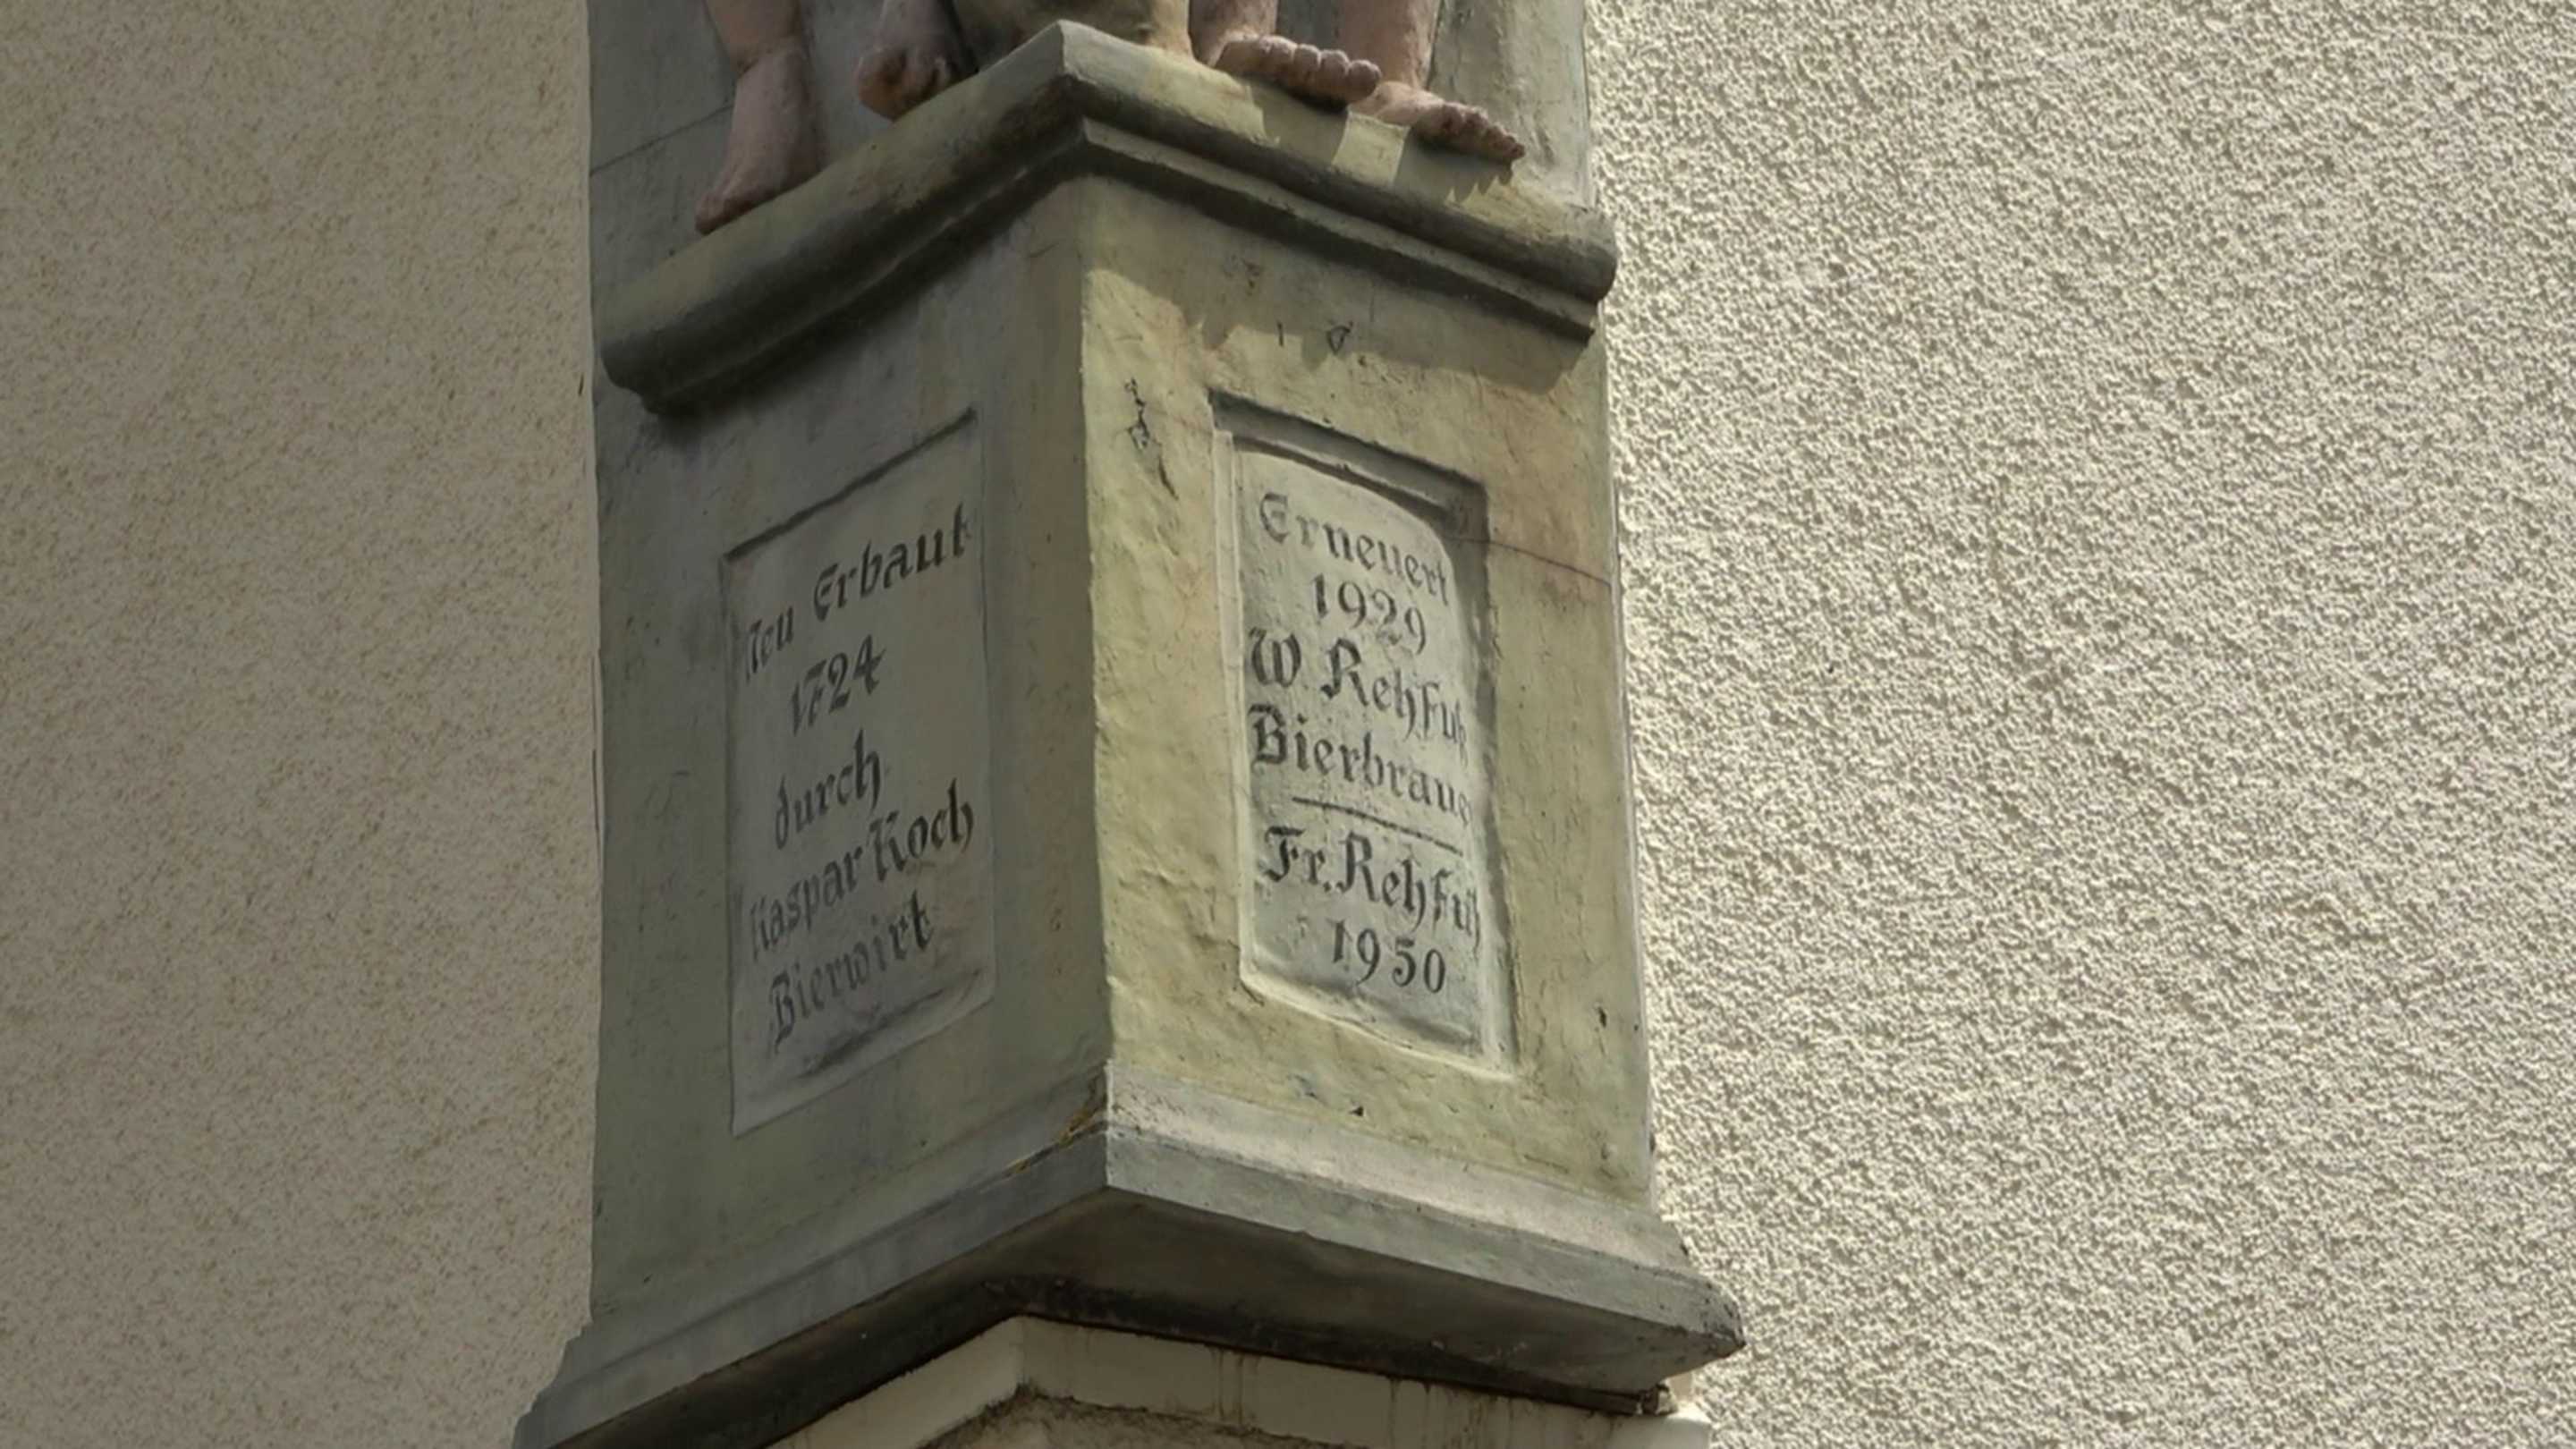 Neu Erbaut
1724
durch
Kaspar Koch
Bierwirt
Erneuert
1929
W. Rehfuß
Bierbrauer
Fr. Rehfuß
1950